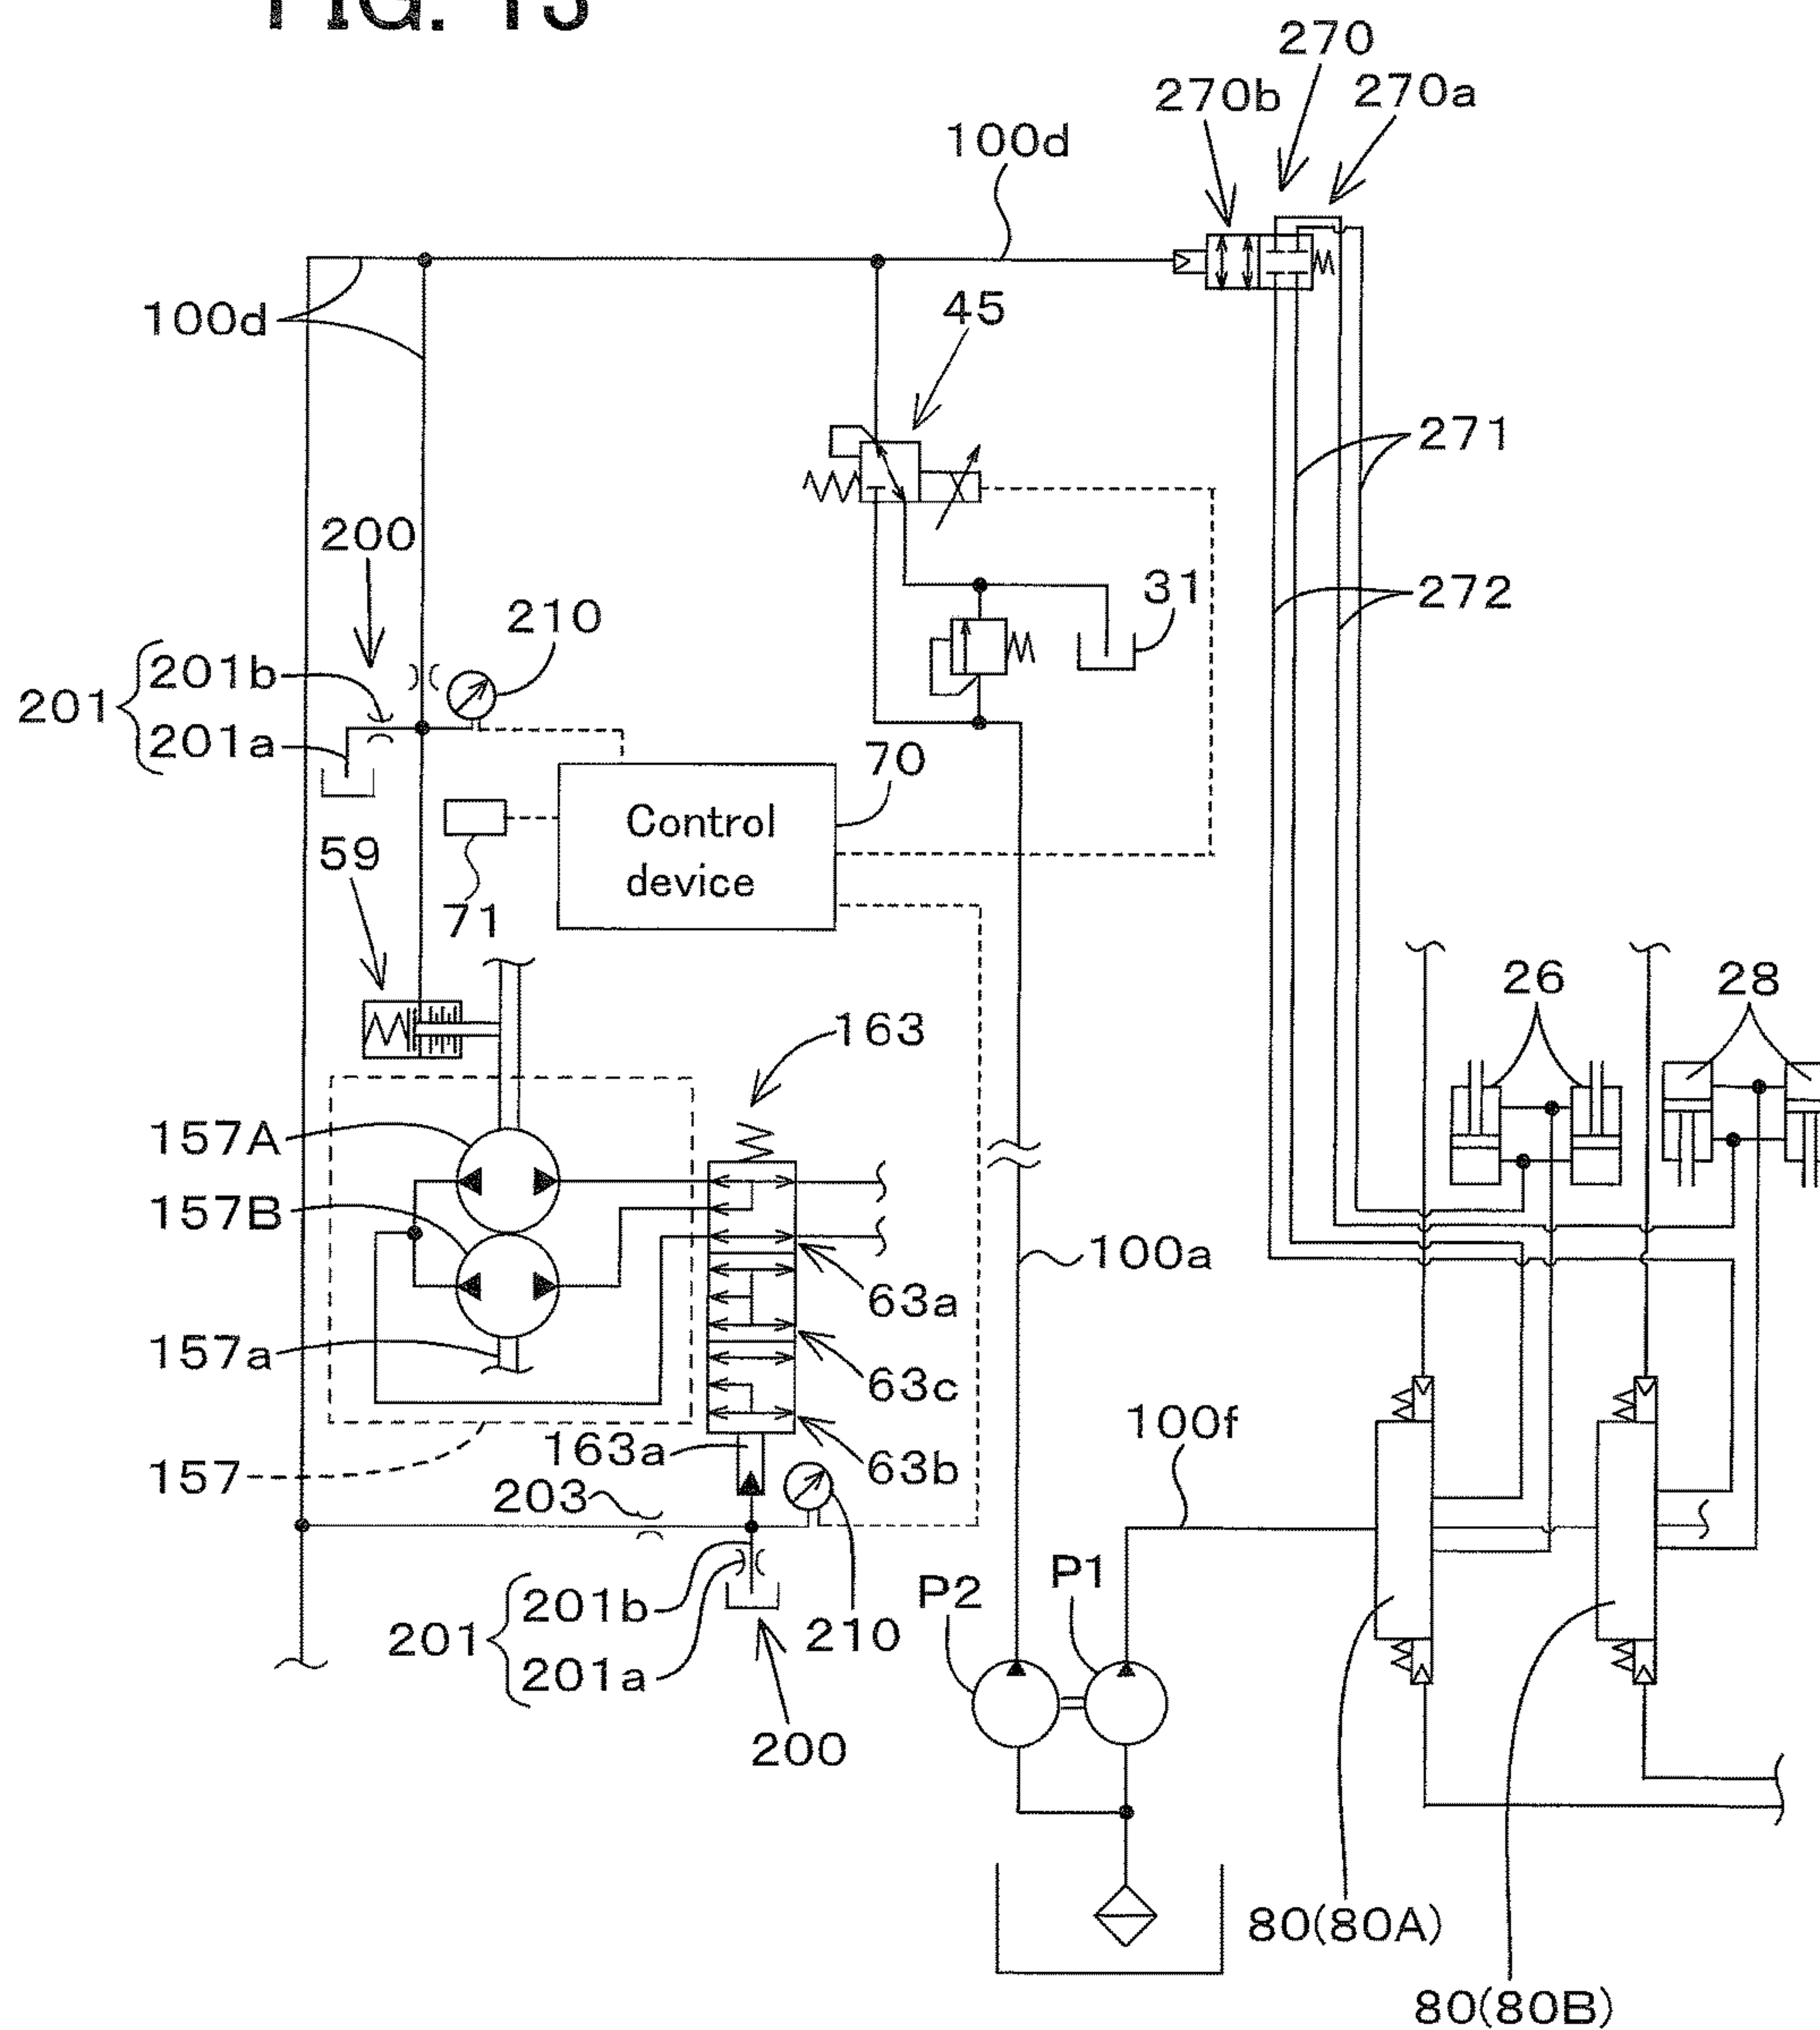 FIG. 13
270
270b
270a
100d
100d
45
271
200
31
272
210
201b
201
201a
70
Control
device
59
71
26
28
163
157A
157B
100a
63a
157a
63c
100f
163a
63b
157
203
P2
P1
201b
201
210
201a
200
80(80A)
80(80B)